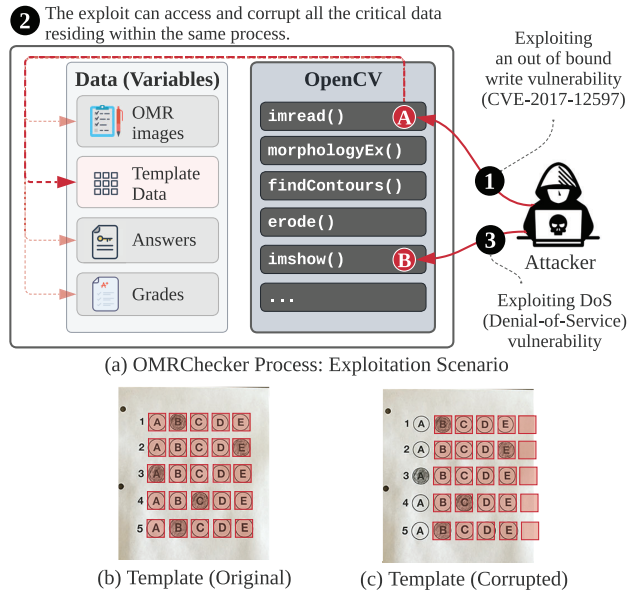 2 The exploit can access and corrupt all the critical data
residing within the same process.
Data (Variables)
OMR
images
Template
Data
Answers
A+
Grades
OpenCV
imread() A
morphologyEx()
findContours()
erode()
imshow() B
...
Exploiting
an out of bound
write vulnerability
(CVE-2017-12597)
1
3
Attacker
Exploiting DoS
(Denial-of-Service)
vulnerability
(a) OMRChecker Process: Exploitation Scenario
1 A B C D E
2 A B C D E
3 A B C D E
4 A B C D E
5 A B C D E
(b) Template (Original)
1 A B C D E
2 A B C D E
3 A B C D E
4 A B C D E
5 A B C D E
(c) Template (Corrupted)